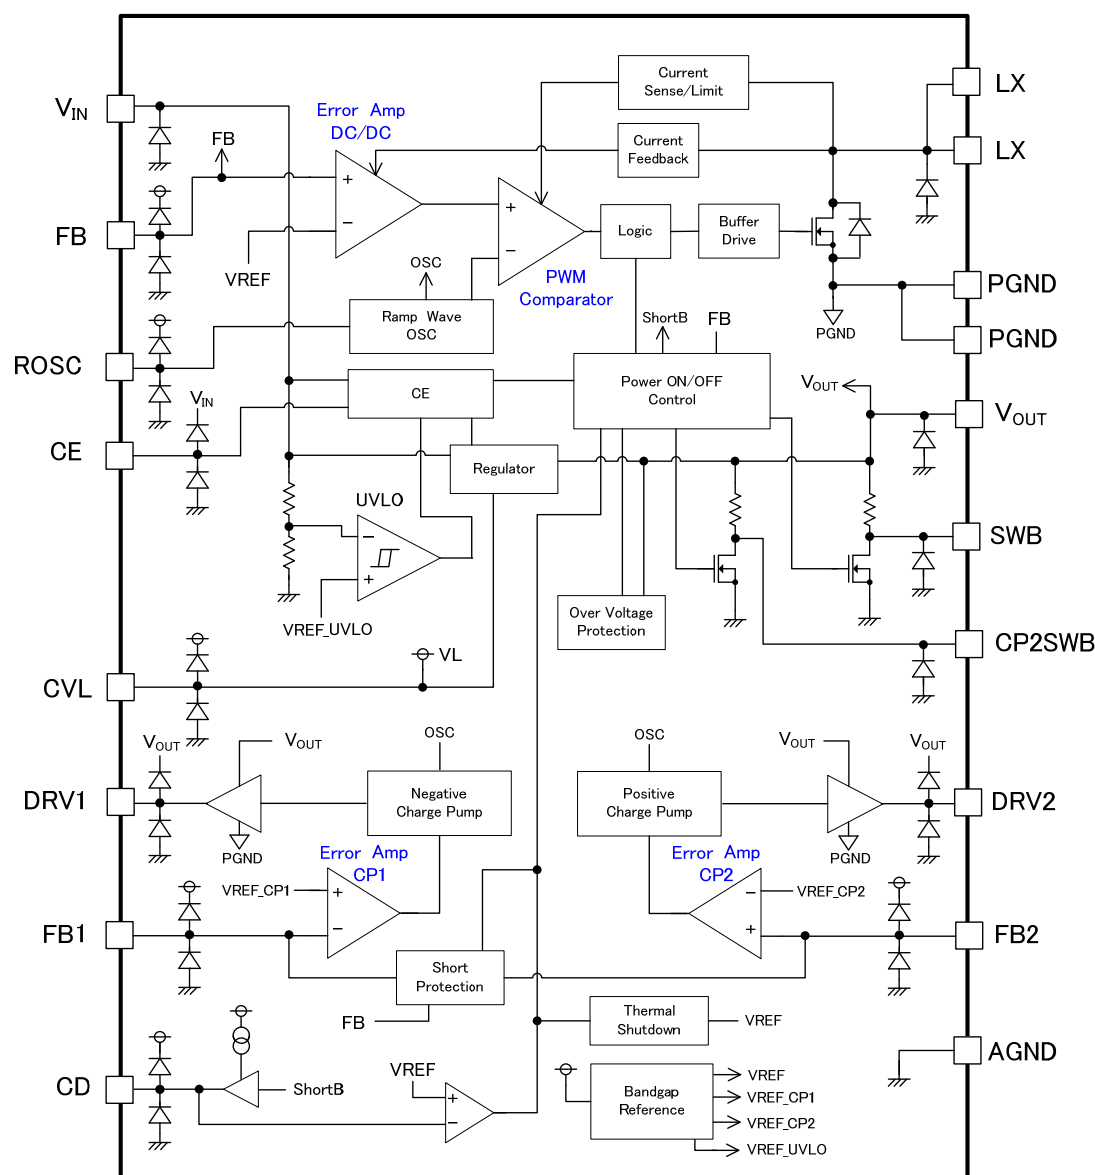 Current
Sense/Limit
LX
VIN
Error Amp
DC/DC
FB
Current
Feedback
LX
+
−
+
−
FB
Logic
Buffer
Drive
VREF
OSC
PWM
Comparator
PGND
Ramp Wave
OSC
ShortB
FB
PGND
PGND
ROSC
VIN
CE
Power ON/OFF
Control
VOUT
VOUT
CE
Regulator
UVLO
−
+
SWB
VREF_UVLO
Over Voltage
Protection
CP2SWB
VL
CVL
VOUT
VOUT
OSC
OSC
VOUT
VOUT
DRV1
Negative
Charge Pump
Positive
Charge Pump
DRV2
PGND
Error Amp
CP1
Error Amp
CP2
PGND
VREF_CP1
+
−
−
+
VREF_CP2
FB1
FB2
Short
Protection
FB
Thermal
Shutdown
VREF
AGND
CD
ShortB
VREF
+
−
Bandgap
Reference
VREF
VREF_CP1
VREF_CP2
VREF_UVLO